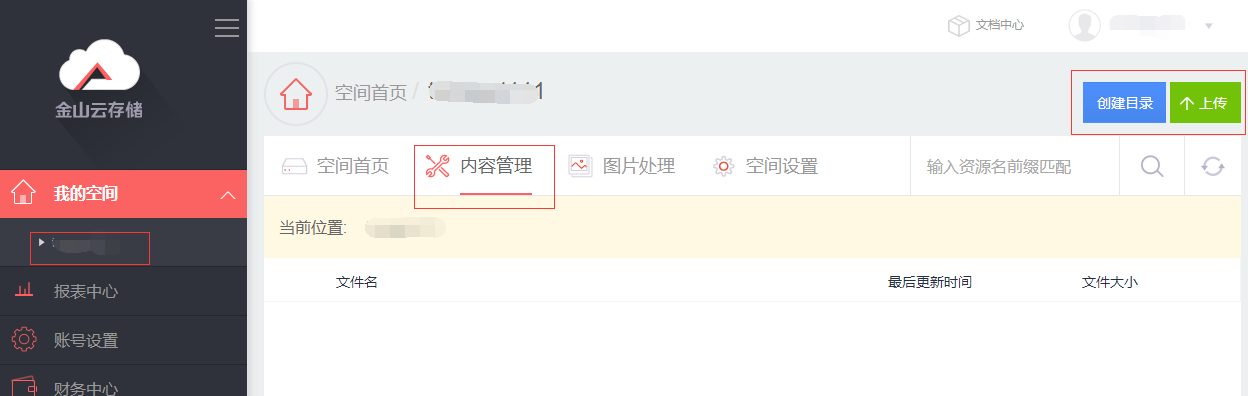 文档中心
金山云存储
空间首页 /
创建目录
上传
空间首页
内容管理
图片处理
空间设置
输入资源名前缀匹配
我的空间
当前位置:
文件名
最后更新时间
文件大小
报表中心
账号设置
财务中心